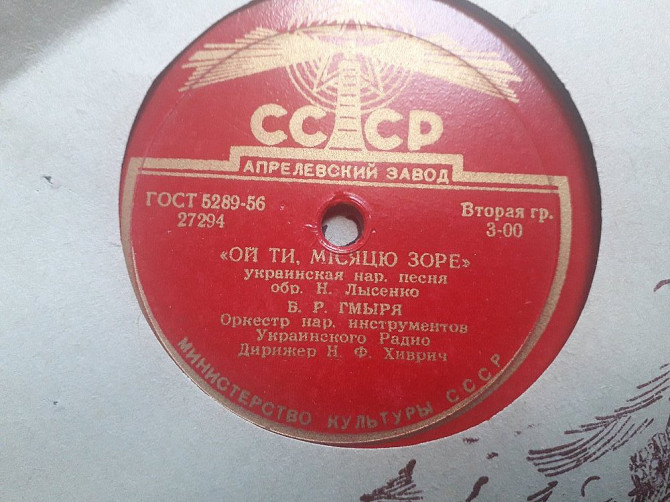 СССР
АПРЕЛЕВСКИЙ ЗАВОД
ГОСТ 5289-56
27294
Вторая гр.
3-00
«ОЙ ТИ, МІСЯЦЮ ЗОРЕ»
украинская нар. песня
обр. Н. Лысенко
Б. Р. ГМЫРЯ
Оркестр нар. инструментов
Украинского Радио
Дирижер Н. Ф. Хиврич
МИНИСТЕРСТВО КУЛЬТУРЫ СССР